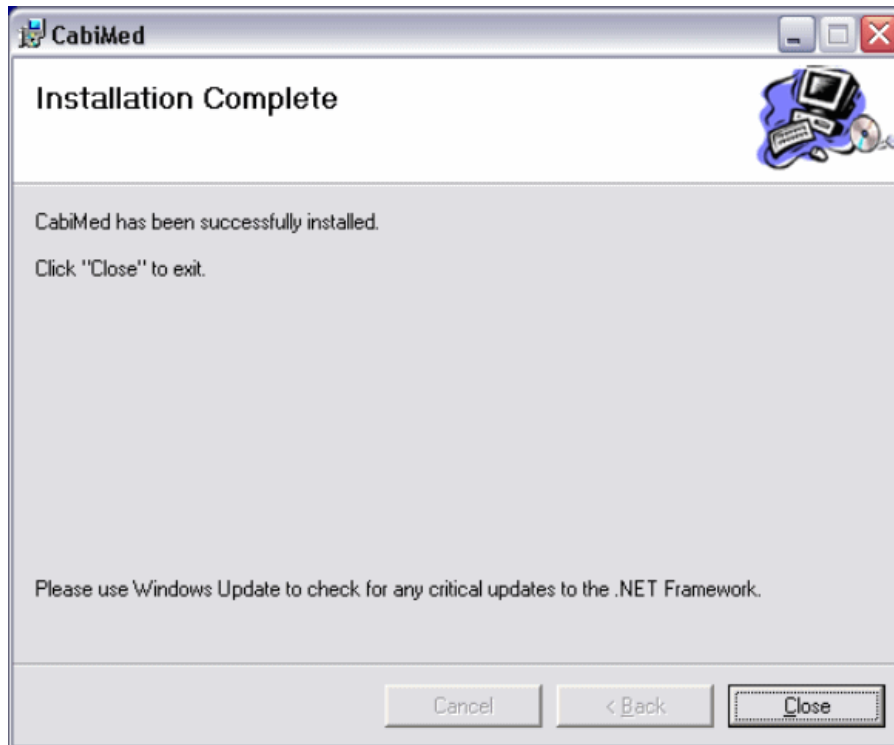 CabiMed
Installation Complete
CabiMed has been successfully installed.
Click "Close" to exit.
Please use Windows Update to check for any critical updates to the .NET Framework.
Cancel
< Back
Close